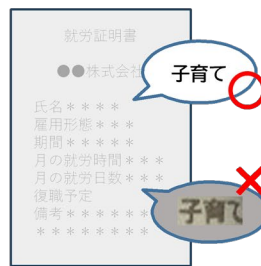 就労証明書
●●株式会社
子育て
氏名＊＊＊＊
雇用形態＊＊＊
期間＊＊＊＊＊
月の就労時間＊＊＊
月の就労日数＊＊＊
復職予定
備考＊＊＊＊＊＊
＊＊＊＊＊＊＊＊
子育て